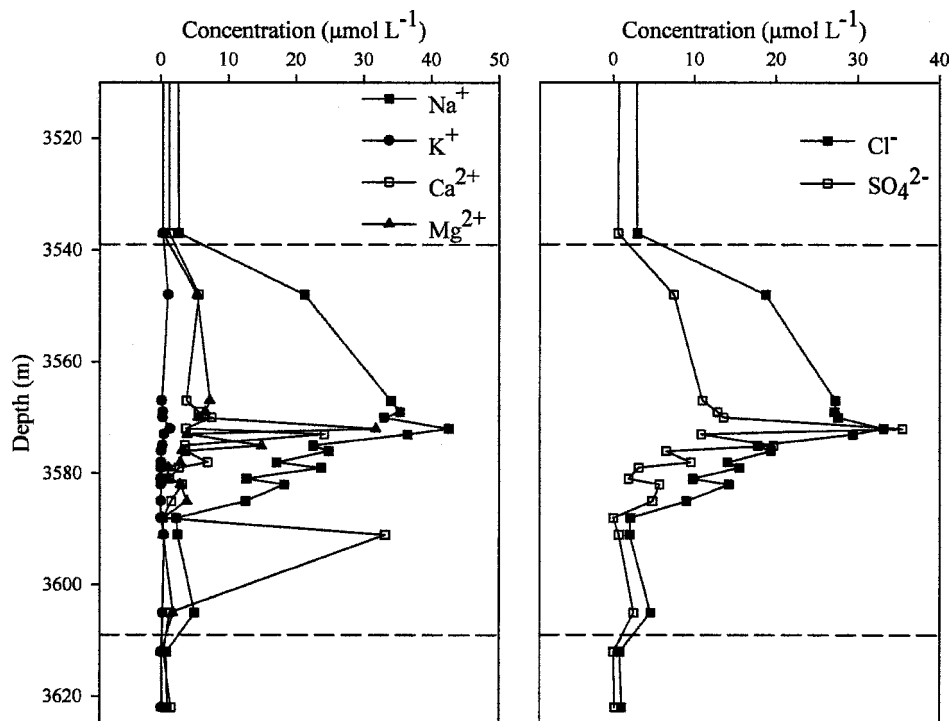 Concentration (µmol L⁻¹)
0 10 20 30 40 50
Na⁺
K⁺
Ca²⁺
Mg²⁺
Depth (m)
3520
3540
3560
3580
3600
3620
Concentration (µmol L⁻¹)
0 10 20 30 40
Cl⁻
SO₄²⁻